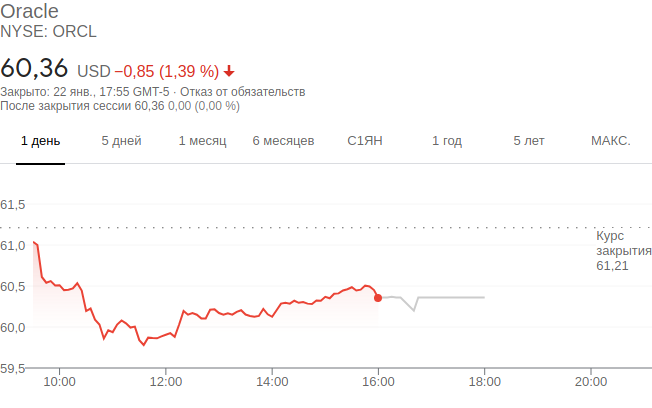 Oracle
NYSE: ORCL
60,36 USD −0,85 (1,39 %)
Закрыто: 22 янв., 17:55 GMT-5 · Отказ от обязательств
После закрытия сессии 60,36 0,00 (0,00 %)
1 день 5 дней 1 месяц 6 месяцев С1ЯН 1 год 5 лет МАКС.
61,5
61,0
60,5
60,0
59,5
Курс
закрытия
61,21
10:00 12:00 14:00 16:00 18:00 20:00